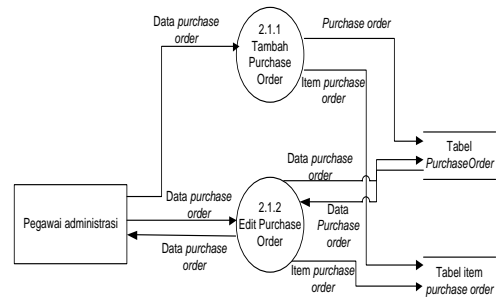 Data purchase
order
2.1.1
Tambah
Purchase
Order
Purchase order
Item purchase
order
Data purchase
order
Tabel
PurchaseOrder
Pegawai administrasi
Data purchase
order
2.1.2
Edit Purchase
Order
Data
Purchase
order
Data purchase
order
Item purchase
order
Tabel item
purchase order